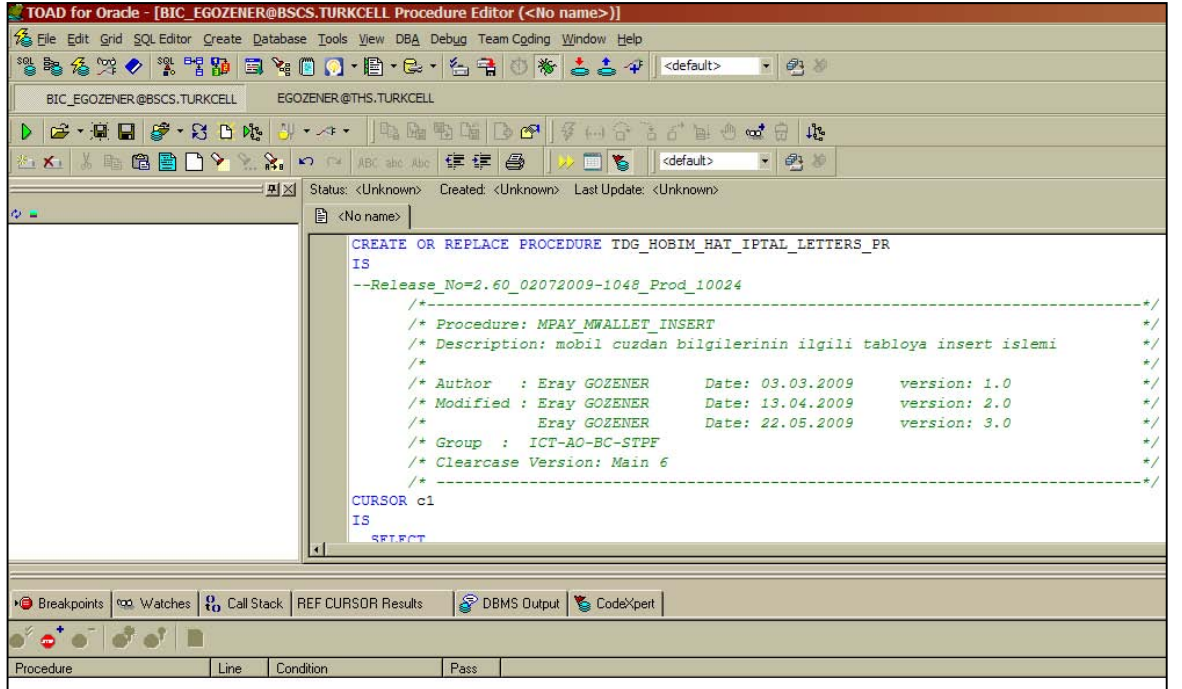 TOAD for Oracle - [BIC_EGOZENER@BSCS.TURKCELL Procedure Editor (<No name>)]
File Edit Grid SQL Editor Create Database Tools View DBA Debug Team Coding Window Help
<default>
BIC_EGOZENER@BSCS.TURKCELL EGOZENER@THS.TURKCELL
ABC abc Abc <default>
Status: <Unknown> Created: <Unknown> Last Update: <Unknown>
<No name>
CREATE OR REPLACE PROCEDURE TDG_HOBIM_HAT_IPTAL_LETTERS_PR
IS
--Release_No=2.60_02072009-1048_Prod_10024
/*------------------------------------------------------------------------------*/
/* Procedure: MPAY_MWALLET_INSERT */
/* Description: mobil cuzdan bilgilerinin ilgili tabloya insert islemi */
/* */
/* Author : Eray GOZENER Date: 03.03.2009 version: 1.0 */
/* Modified : Eray GOZENER Date: 13.04.2009 version: 2.0 */
/* Eray GOZENER Date: 22.05.2009 version: 3.0 */
/* Group : ICT-AO-BC-STPF */
/* Clearcase Version: Main 6 */
/* -----------------------------------------------------------------------------*/
CURSOR c1
IS
SELECT
Breakpoints Watches Call Stack REF CURSOR Results DBMS Output CodeXpert
Procedure Line Condition Pass